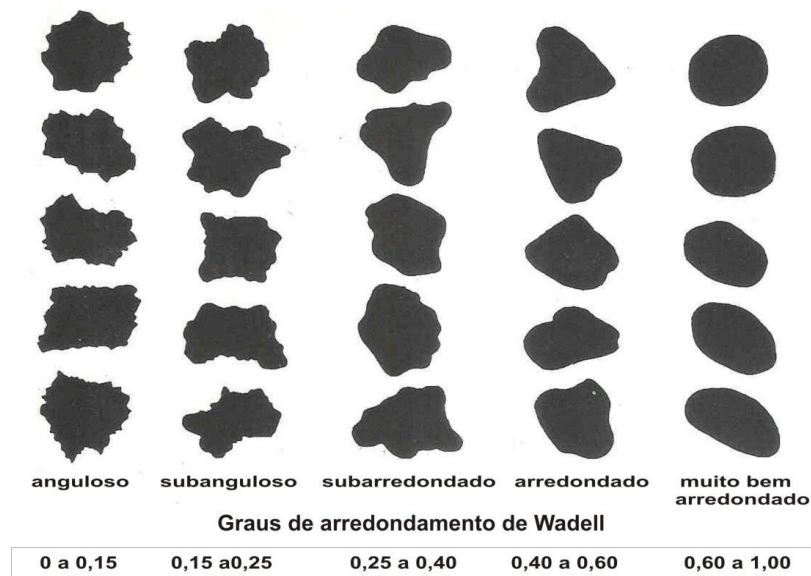 anguloso subanguloso subarredondado arredondado muito bem arredondado
Graus de arredondamento de Wadell
0 a 0,15 0,15 a0,25 0,25 a 0,40 0,40 a 0,60 0,60 a 1,00